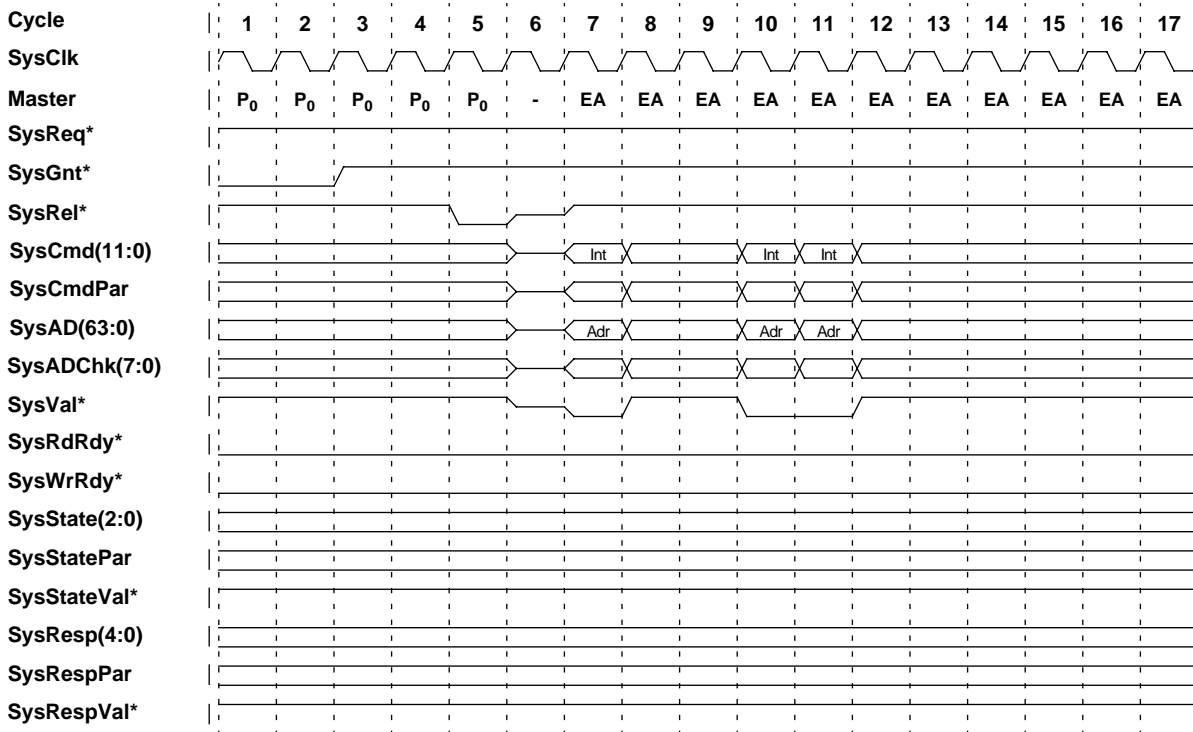 Cycle 1 2 3 4 5 6 7 8 9 10 11 12 13 14 15 16 17
SysClk
Master P0 P0 P0 P0 P0 - EA EA EA EA EA EA EA EA EA EA EA
SysReq*
SysGnt*
SysRel*
SysCmd(11:0) Int Int Int
SysCmdPar
SysAD(63:0) Adr Adr Adr
SysADChk(7:0)
SysVal*
SysRdRdy*
SysWrRdy*
SysState(2:0)
SysStatePar
SysStateVal*
SysResp(4:0)
SysRespPar
SysRespVal*